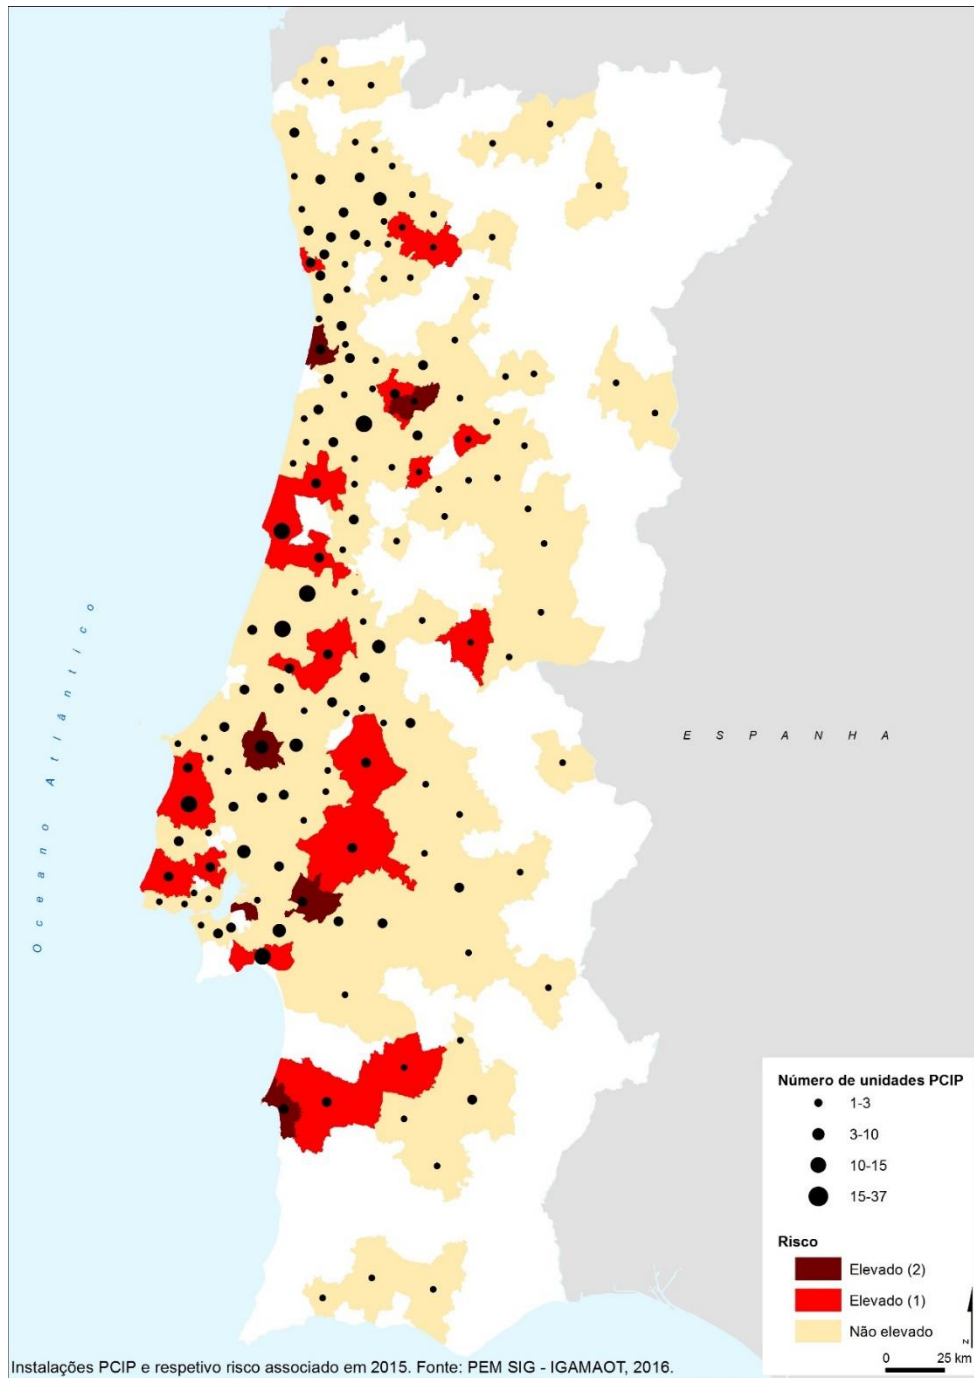 Oceano Atlântico
ESPANHA
Número de unidades PCIP
1-3
3-10
10-15
15-37
Risco
Elevado (2)
Elevado (1)
Não elevado
N
0 25 km
Instalações PCIP e respetivo risco associado em 2015. Fonte: PEM SIG - IGAMAOT, 2016.